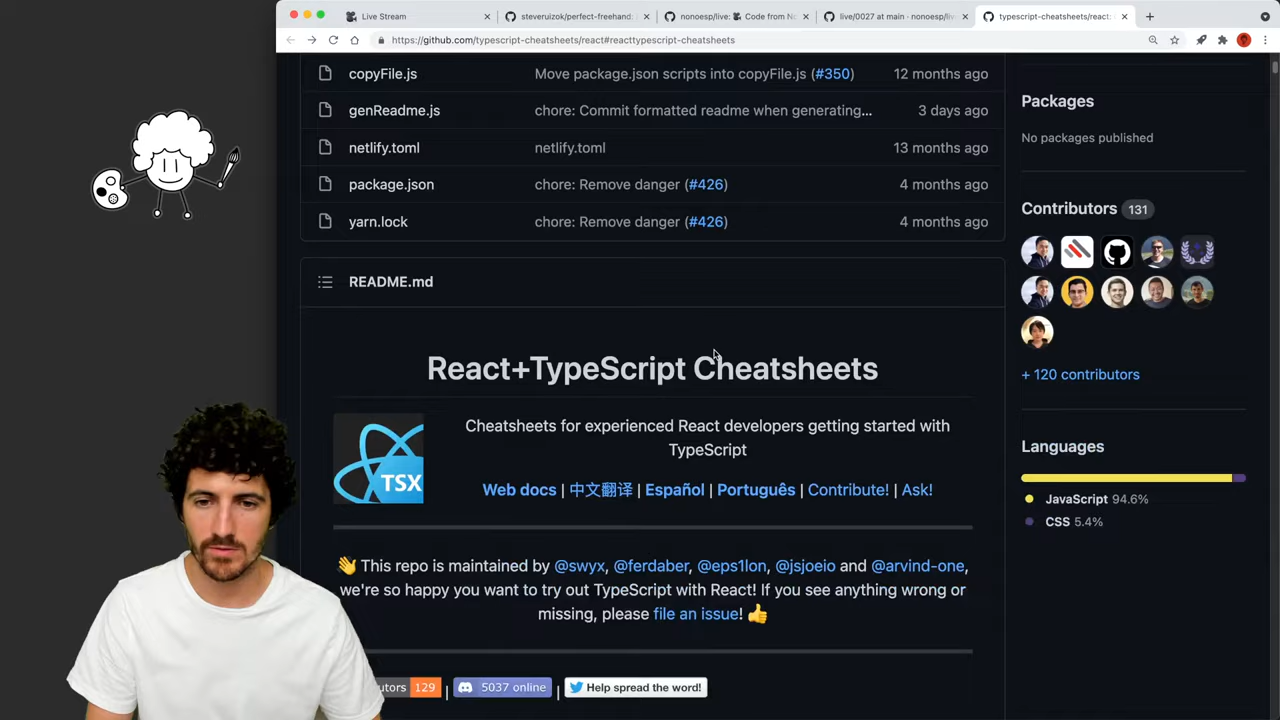 Live Stream
steveruizok/perfect-freehand:
nonoesp/live: Code from No
live/0027 at main · nonoesp/liv
typescript-cheatsheets/react:
https://github.com/typescript-cheatsheets/react#reacttypescript-cheatsheets
copyFile.js Move package.json scripts into copyFile.js (#350) 12 months ago
genReadme.js chore: Commit formatted readme when generating... 3 days ago
netlify.toml netlify.toml 13 months ago
package.json chore: Remove danger (#426) 4 months ago
yarn.lock chore: Remove danger (#426) 4 months ago
README.md
React+TypeScript Cheatsheets
TSX
Cheatsheets for experienced React developers getting started with
TypeScript
Web docs | 中文翻译 | Español | Português | Contribute! | Ask!
👋 This repo is maintained by @swyx, @ferdaber, @eps1lon, @jsjoeio and @arvind-one,
we're so happy you want to try out TypeScript with React! If you see anything wrong or
missing, please file an issue! 👍
utors 129 | 5037 online | Help spread the word!
Packages
No packages published
Contributors 131
+ 120 contributors
Languages
JavaScript 94.6%
CSS 5.4%